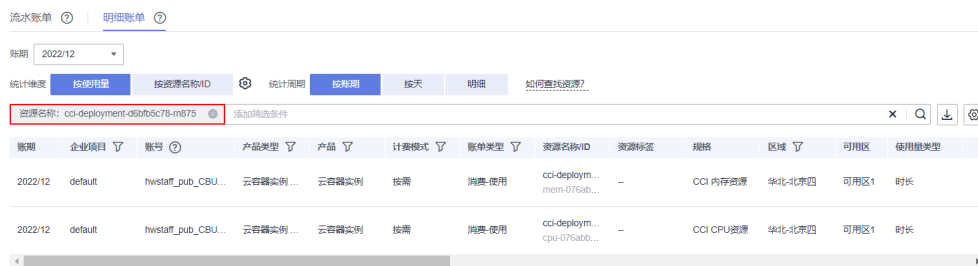 流水账单 ? 明细账单 ?
账期 2022/12
统计维度 按使用量 按资源名称/ID 统计周期 按账期 按天 明细 如何查找资源?
资源名称: cci-deployment-d6bfb5c78-rn875 添加筛选条件
账期 企业项目 账号 ? 产品类型 产品 计费模式 账单类型 资源名称/ID 资源标签 规格 区域 可用区 使用量类型
2022/12 default hwstaff_pub_CBU... 云容器实例 ... 云容器实例 按需 消费-使用 cci-deploym... -- CCI 内存资源 华北-北京四 可用区1 时长
mem-076ab...
2022/12 default hwstaff_pub_CBU... 云容器实例 ... 云容器实例 按需 消费-使用 cci-deploym... -- CCI CPU资源 华北-北京四 可用区1 时长
cpu-076abb...